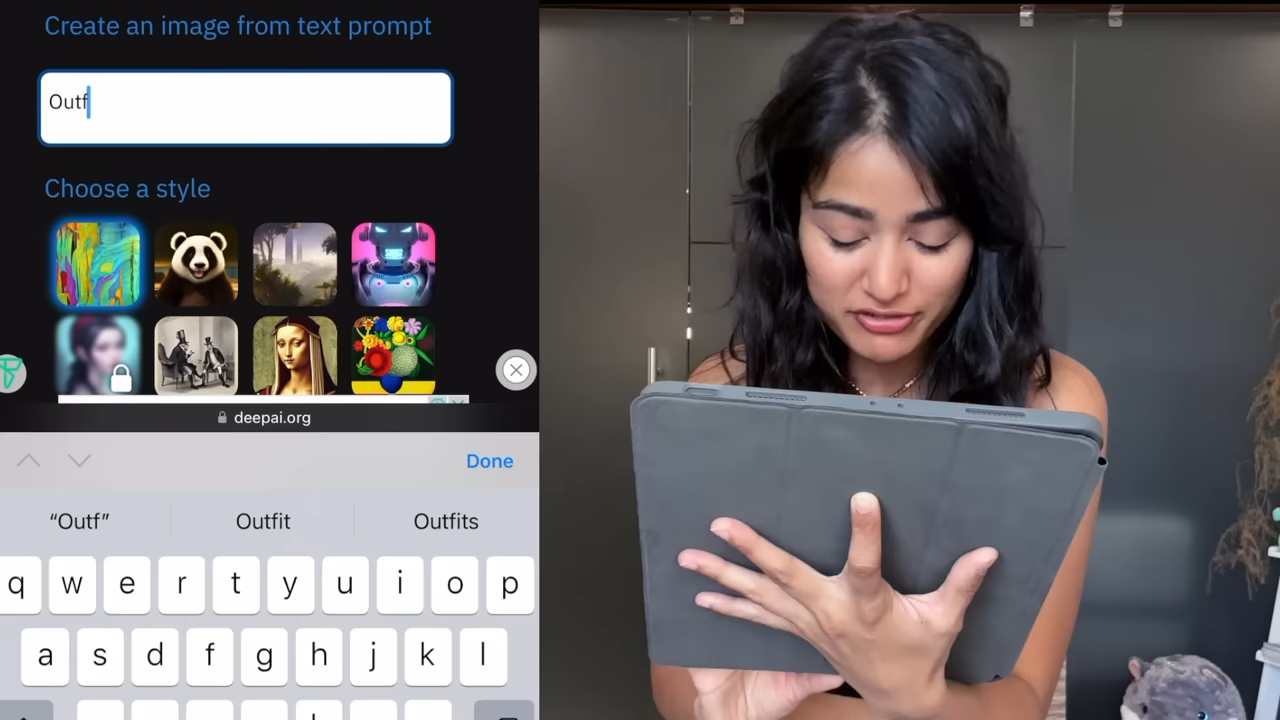 Create an image from text prompt
Outf
Choose a style
deepai.org
Done
“Outf” Outfit Outfits
q w e r t y u i o p
a s d f g h j k l